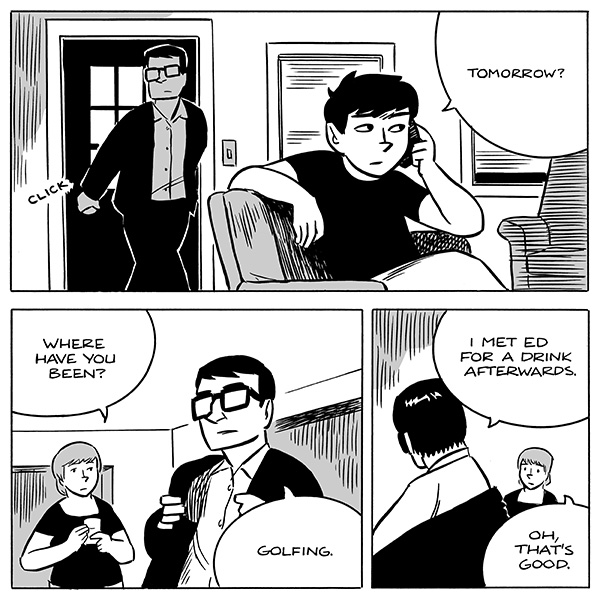 TOMORROW?
CLICK.
WHERE
HAVE YOU
BEEN?
GOLFING.
I MET ED
FOR A DRINK
AFTERWARDS.
OH,
THAT'S
GOOD.